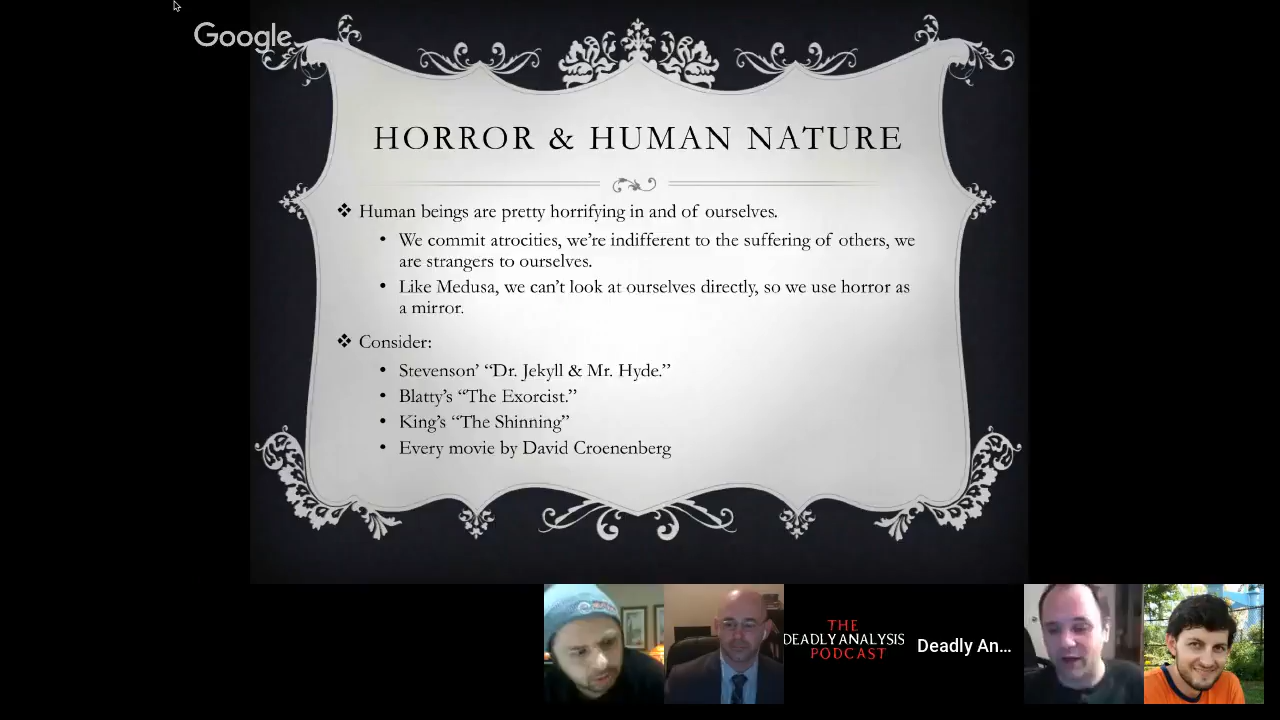 Google
HORROR & HUMAN NATURE
❖ Human beings are pretty horrifying in and of ourselves.
• We commit atrocities, we're indifferent to the suffering of others, we
are strangers to ourselves.
• Like Medusa, we can't look at ourselves directly, so we use horror as
a mirror.
❖ Consider:
• Stevenson' “Dr. Jekyll & Mr. Hyde.”
• Blatty's “The Exorcist.”
• King's “The Shinning”
• Every movie by David Croenenberg
THE
DEADLY ANALYSIS
PODCAST
Deadly An...